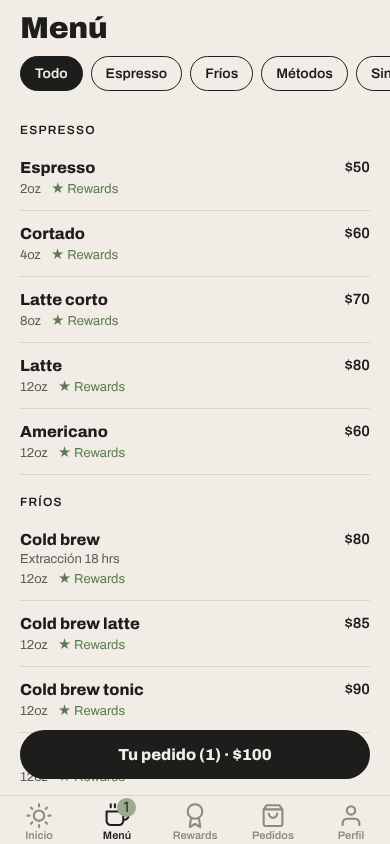 Menú
Todo
Espresso
Fríos
Métodos
Sin
ESPRESSO
Espresso $50
2oz ★ Rewards
Cortado $60
4oz ★ Rewards
Latte corto $70
8oz ★ Rewards
Latte $80
12oz ★ Rewards
Americano $60
12oz ★ Rewards
FRÍOS
Cold brew $80
Extracción 18 hrs
12oz ★ Rewards
Cold brew latte $85
12oz ★ Rewards
Cold brew tonic $90
12oz ★ Rewards
Tu pedido (1) · $100
12oz ★ Rewards
1
Inicio
Menú
Rewards
Pedidos
Perfil